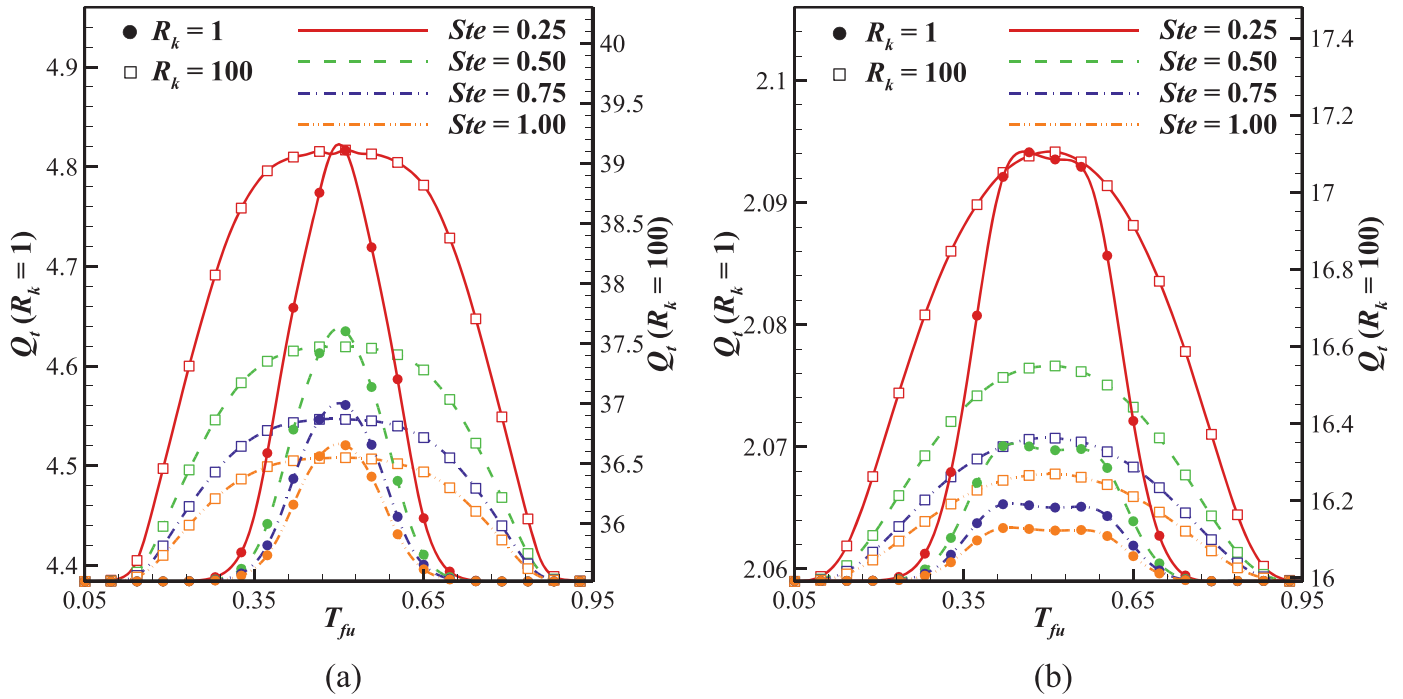 R_k = 1
R_k = 100
Ste = 0.25
Ste = 0.50
Ste = 0.75
Ste = 1.00
4.9
4.8
4.7
4.6
4.5
4.4
Q_t (R_k = 1)
40
39.5
39
38.5
38
37.5
37
36.5
36
Q_t (R_k = 100)
0.05
0.35
0.65
0.95
T_fu
(a)
R_k = 1
R_k = 100
Ste = 0.25
Ste = 0.50
Ste = 0.75
Ste = 1.00
2.11
2.1
2.09
2.08
2.07
2.06
Q_t (R_k = 1)
17.4
17.2
17
16.8
16.6
16.4
16.2
16
Q_t (R_k = 100)
0.05
0.35
0.65
0.95
T_fu
(b)